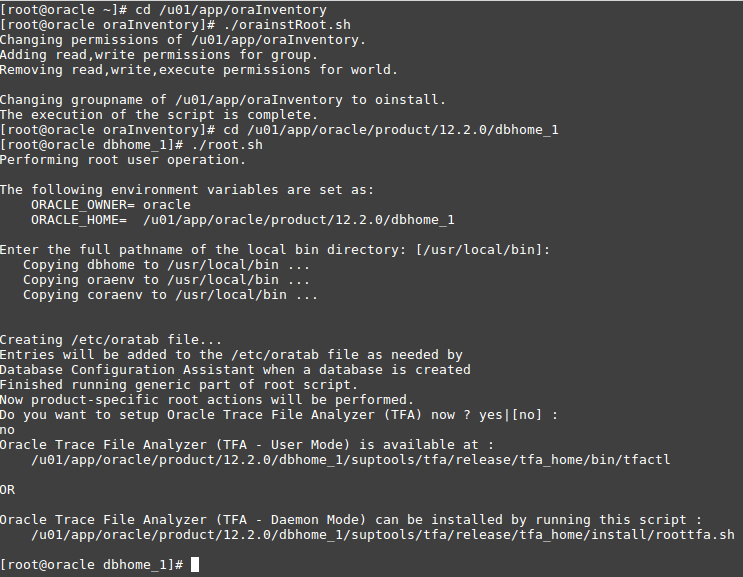 [root@oracle ~]# cd /u01/app/oraInventory
[root@oracle oraInventory]# ./orainstRoot.sh
Changing permissions of /u01/app/oraInventory.
Adding read,write permissions for group.
Removing read,write,execute permissions for world.

Changing groupname of /u01/app/oraInventory to oinstall.
The execution of the script is complete.
[root@oracle oraInventory]# cd /u01/app/oracle/product/12.2.0/dbhome_1
[root@oracle dbhome_1]# ./root.sh
Performing root user operation.

The following environment variables are set as:
    ORACLE_OWNER= oracle
    ORACLE_HOME=  /u01/app/oracle/product/12.2.0/dbhome_1

Enter the full pathname of the local bin directory: [/usr/local/bin]:
   Copying dbhome to /usr/local/bin ...
   Copying oraenv to /usr/local/bin ...
   Copying coraenv to /usr/local/bin ...


Creating /etc/oratab file...
Entries will be added to the /etc/oratab file as needed by
Database Configuration Assistant when a database is created
Finished running generic part of root script.
Now product-specific root actions will be performed.
Do you want to setup Oracle Trace File Analyzer (TFA) now ? yes|[no] :
no
Oracle Trace File Analyzer (TFA - User Mode) is available at :
    /u01/app/oracle/product/12.2.0/dbhome_1/suptools/tfa/release/tfa_home/bin/tfactl

OR

Oracle Trace File Analyzer (TFA - Daemon Mode) can be installed by running this script :
    /u01/app/oracle/product/12.2.0/dbhome_1/suptools/tfa/release/tfa_home/install/roottfa.sh

[root@oracle dbhome_1]#